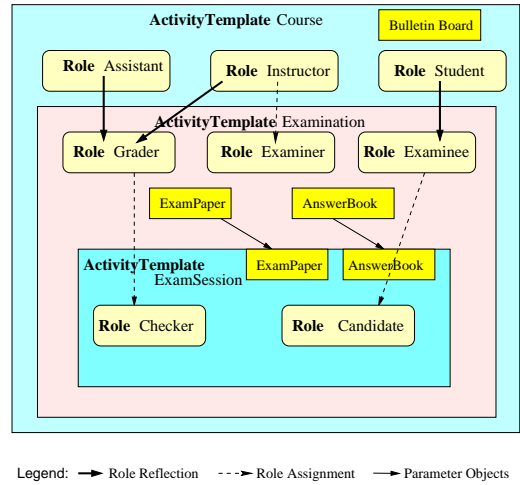 ActivityTemplate Course
Bulletin Board
Role Assistant
Role Instructor
Role Student
ActivityTemplate Examination
Role Grader
Role Examiner
Role Examinee
ExamPaper
AnswerBook
ActivityTemplate
ExamSession
ExamPaper
AnswerBook
Role Checker
Role Candidate
Legend: Role Reflection Role Assignment Parameter Objects